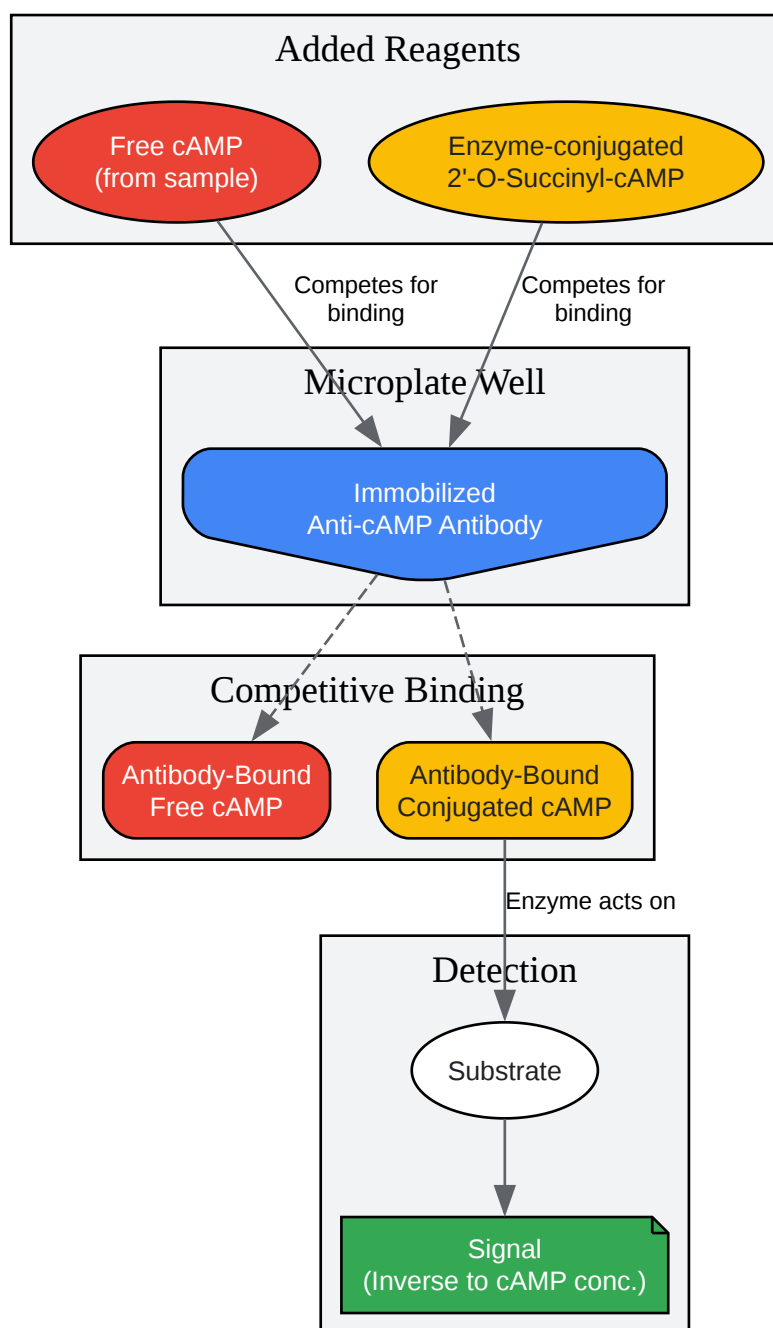 Added Reagents
Free cAMP
(from sample)
Enzyme-conjugated
2'-O-Succinyl-cAMP
Competes for
binding
Competes for
binding
Microplate Well
Immobilized
Anti-cAMP Antibody
Competitive Binding
Antibody-Bound
Free cAMP
Antibody-Bound
Conjugated cAMP
Enzyme acts on
Detection
Substrate
Signal
(Inverse to cAMP conc.)